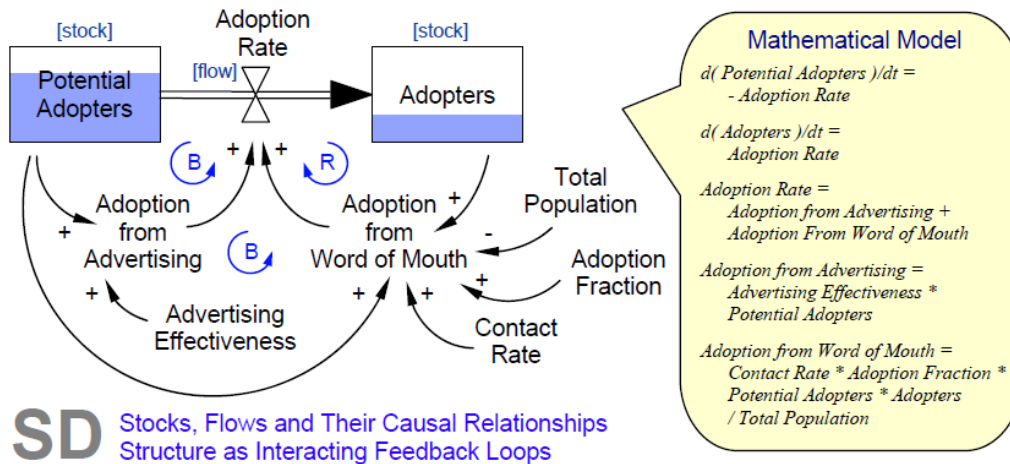 [stock]
Adoption
Rate
[stock]
[flow]
Potential
Adopters
Adopters
+
+
B
R
Adoption
from
Advertising
+
+
B
Adoption
from
Word of Mouth
+
-
+
+
+
Total
Population
Adoption
Fraction
Contact
Rate
Advertising
Effectiveness
SD
Stocks, Flows and Their Causal Relationships
Structure as Interacting Feedback Loops
Mathematical Model
d( Potential Adopters )/dt =
- Adoption Rate
d( Adopters )/dt =
Adoption Rate
Adoption Rate =
Adoption from Advertising +
Adoption From Word of Mouth
Adoption from Advertising =
Advertising Effectiveness *
Potential Adopters
Adoption from Word of Mouth =
Contact Rate * Adoption Fraction *
Potential Adopters * Adopters
/ Total Population